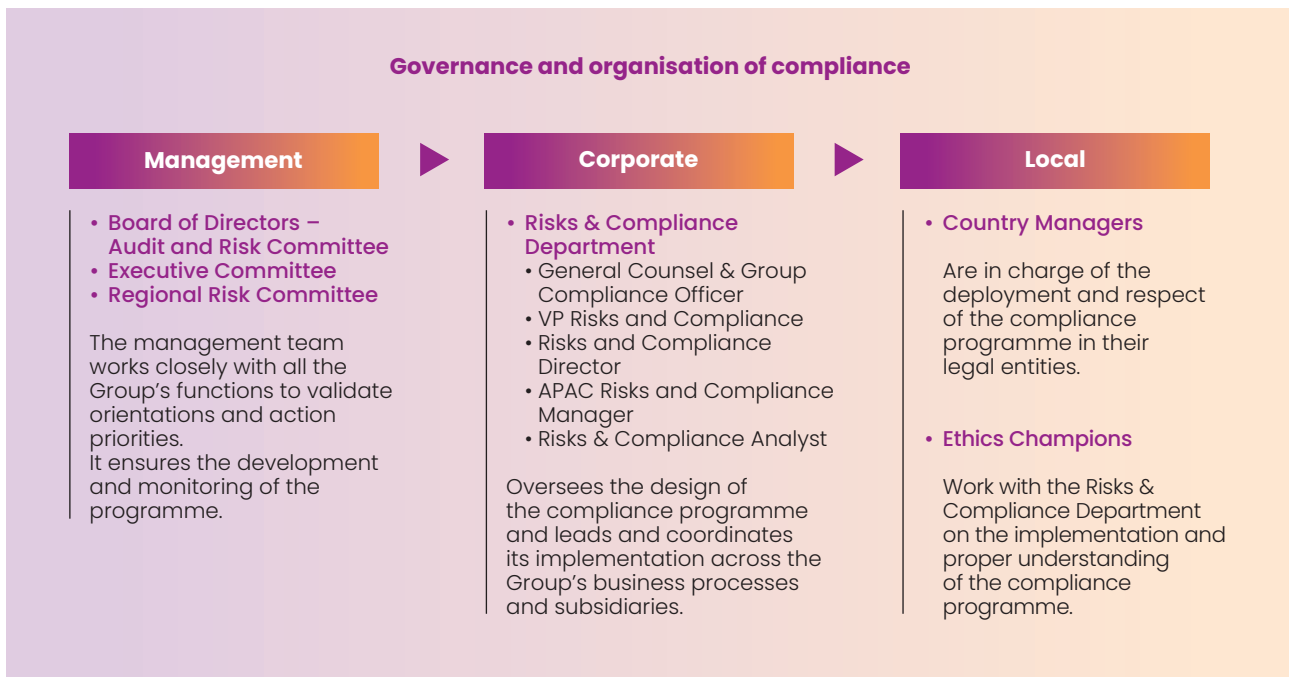 Governance and organisation of compliance
Management
• Board of Directors –
Audit and Risk Committee
• Executive Committee
• Regional Risk Committee
The management team
works closely with all the
Group’s functions to validate
orientations and action
priorities.
It ensures the development
and monitoring of the
programme.
Corporate
• Risks & Compliance
Department
• General Counsel & Group
Compliance Officer
• VP Risks and Compliance
• Risks and Compliance
Director
• APAC Risks and Compliance
Manager
• Risks & Compliance Analyst
Oversees the design of
the compliance programme
and leads and coordinates
its implementation across the
Group’s business processes
and subsidiaries.
Local
• Country Managers
Are in charge of the
deployment and respect
of the compliance
programme in their
legal entities.
• Ethics Champions
Work with the Risks &
Compliance Department
on the implementation and
proper understanding
of the compliance
programme.